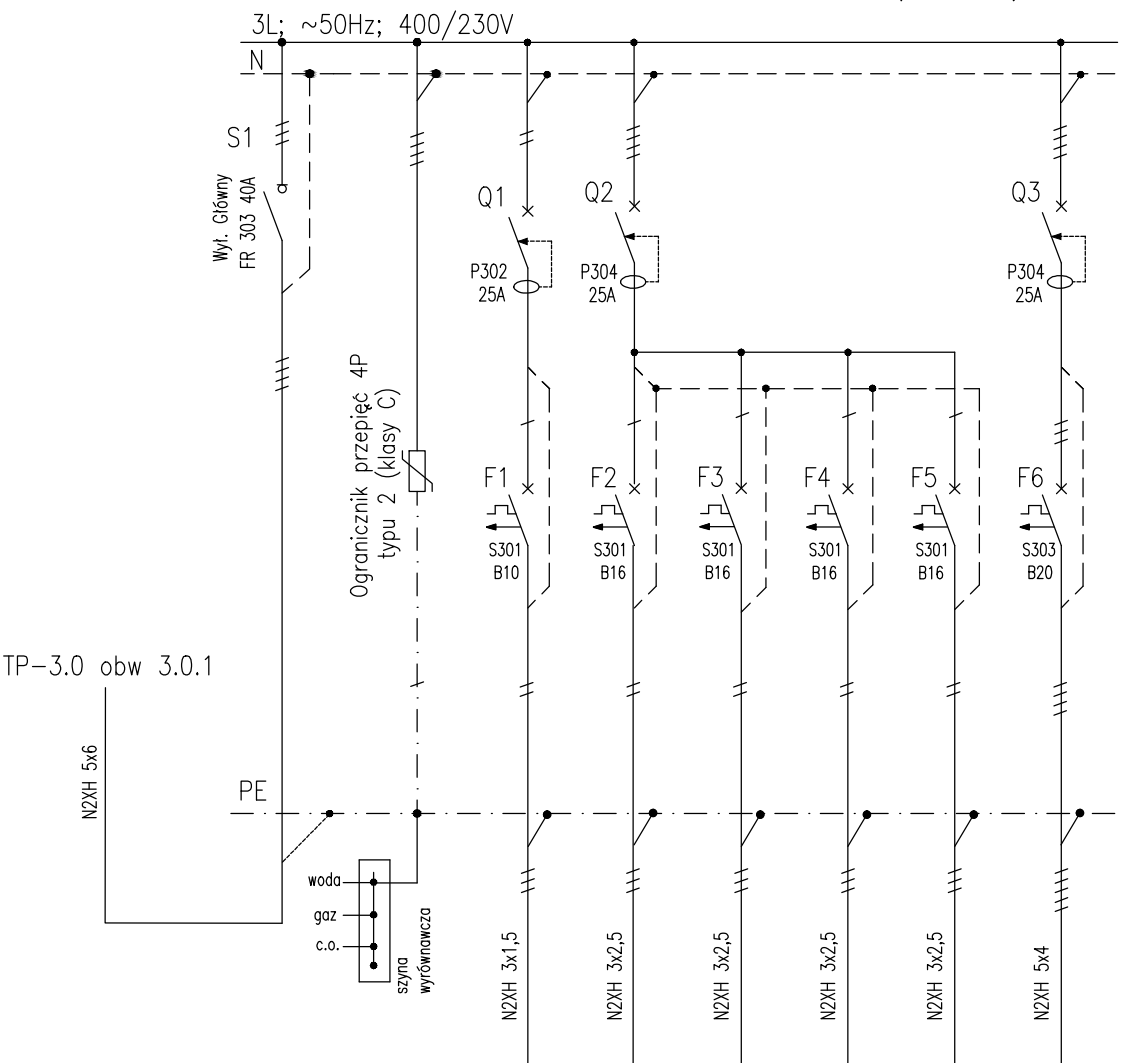 3L; ~50Hz; 400/230V
N
S1
Wył. Główny
FR 303 40A
Q1
P302
25A
Q2
P304
25A
Q3
P304
25A
Ogranicznik przepięć 4P
typu 2 (klasy C)
F1
S301
B10
F2
S301
B16
F3
S301
B16
F4
S301
B16
F5
S301
B16
F6
S303
B20
TP-3.0 obw 3.0.1
N2XH 5x6
PE
woda
gaz
c.o.
szyna
wyrównawcza
N2XH 3x1,5
N2XH 3x2,5
N2XH 3x2,5
N2XH 3x2,5
N2XH 3x2,5
N2XH 5x4